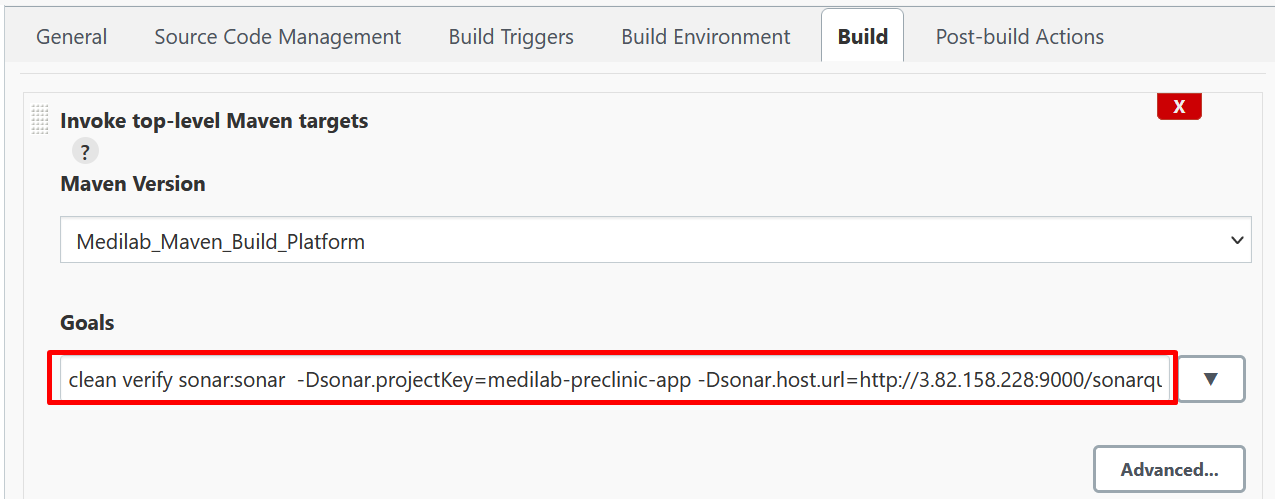 General Source Code Management Build Triggers Build Environment Build Post-build Actions
X
Invoke top-level Maven targets
?
Maven Version
Medilab_Maven_Build_Platform
Goals
clean verify sonar:sonar -Dsonar.projectKey=medilab-preclinic-app -Dsonar.host.url=http://3.82.158.228:9000/sonarqu
Advanced...